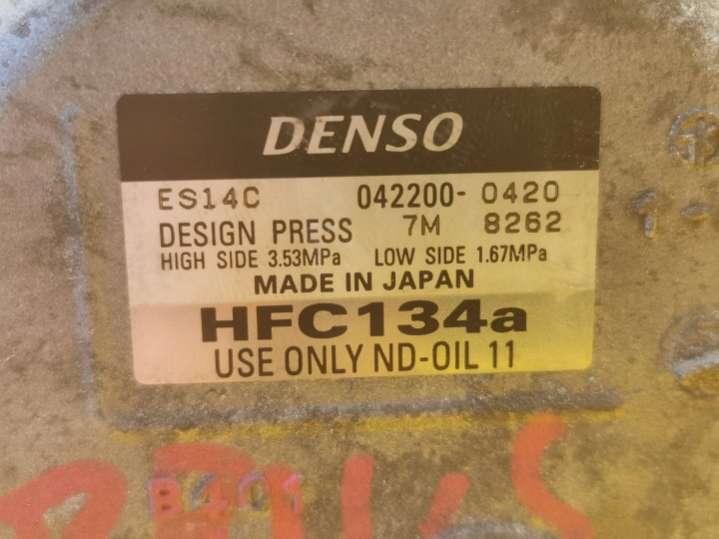 DENSO
ES14C 042200-0420
DESIGN PRESS 7M 8262
HIGH SIDE 3.53MPa LOW SIDE 1.67MPa
MADE IN JAPAN
HFC134a
USE ONLY ND-OIL 11
B401